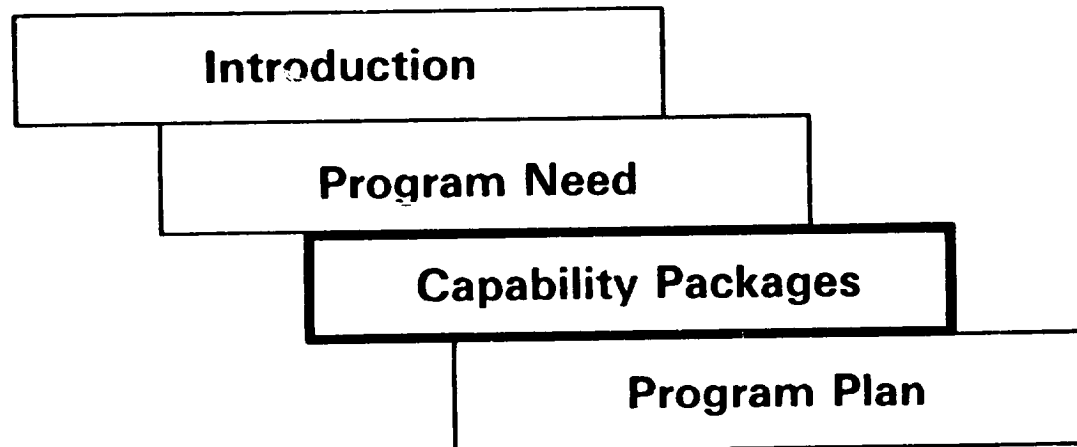 Introduction
Program Need
Capability Packages
Program Plan